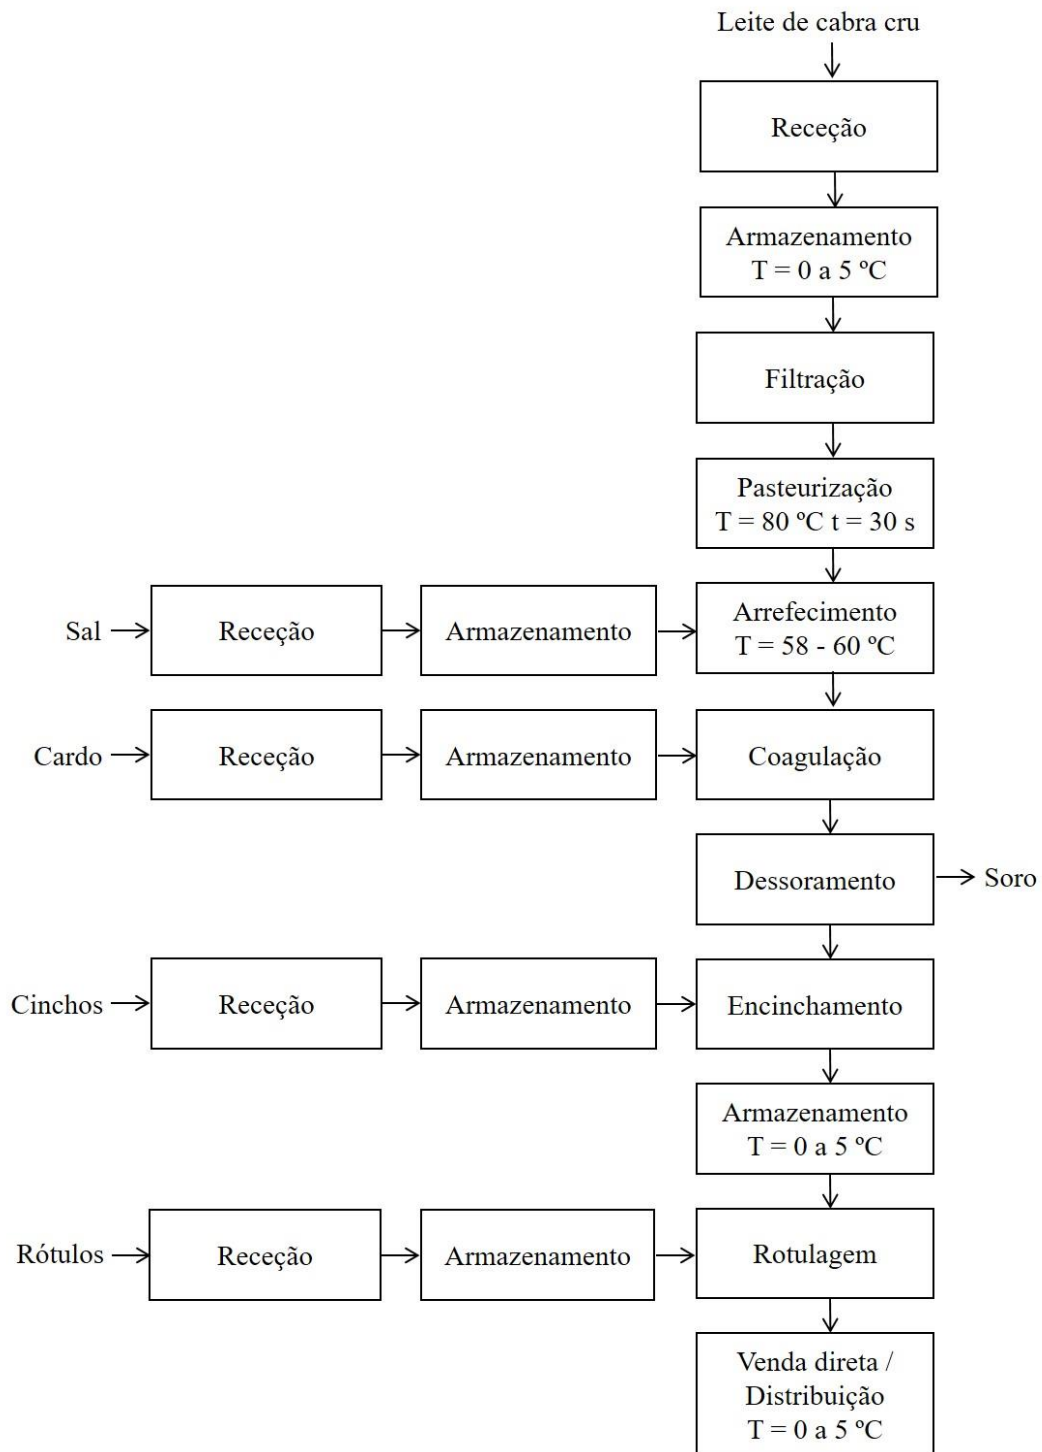 Leite de cabra cru
Receção
Armazenamento
T = 0 a 5 ºC
Filtração
Pasteurização
T = 80 ºC t = 30 s
Sal
Receção
Armazenamento
Arrefecimento
T = 58 - 60 ºC
Cardo
Receção
Armazenamento
Coagulação
Dessoramento
Soro
Cinchos
Receção
Armazenamento
Encinchamento
Armazenamento
T = 0 a 5 ºC
Rótulos
Receção
Armazenamento
Rotulagem
Venda direta /
Distribuição
T = 0 a 5 ºC